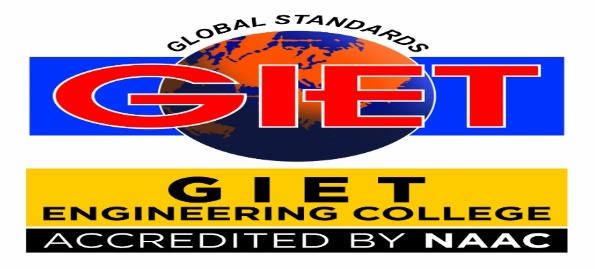 GLOBAL STANDARDS
GIET
GIET
ENGINEERING COLLEGE
ACCREDITED BY NAAC